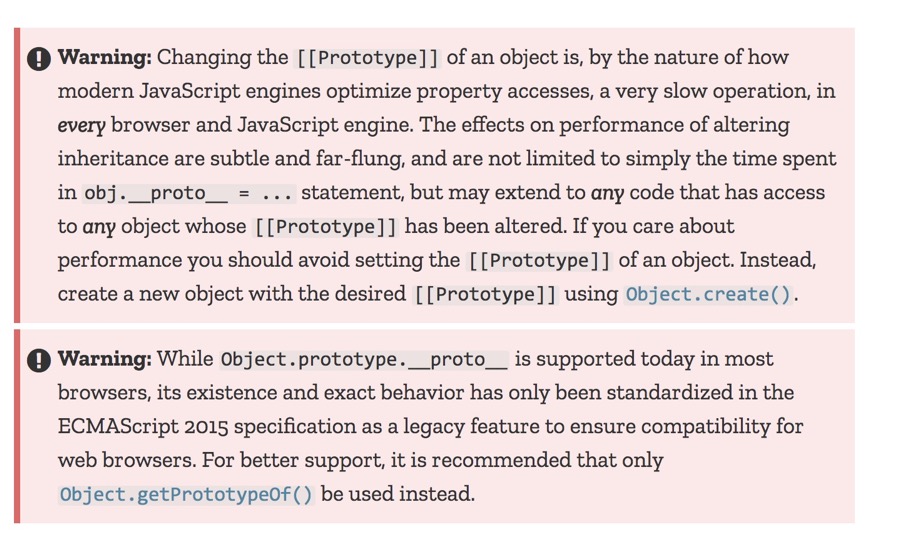 Warning: Changing the [[Prototype]] of an object is, by the nature of how
modern JavaScript engines optimize property accesses, a very slow operation, in
every browser and JavaScript engine. The effects on performance of altering
inheritance are subtle and far-flung, and are not limited to simply the time spent
in obj.__proto__ = ... statement, but may extend to any code that has access
to any object whose [[Prototype]] has been altered. If you care about
performance you should avoid setting the [[Prototype]] of an object. Instead,
create a new object with the desired [[Prototype]] using Object.create().
Warning: While Object.prototype.__proto__ is supported today in most
browsers, its existence and exact behavior has only been standardized in the
ECMAScript 2015 specification as a legacy feature to ensure compatibility for
web browsers. For better support, it is recommended that only
Object.getPrototypeOf() be used instead.